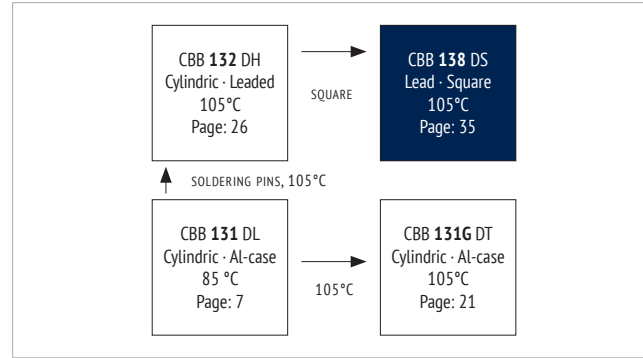 CBB 132 DH
Cylindric · Leaded
105°C
Page: 26
SQUARE
CBB 138 DS
Lead · Square
105°C
Page: 35
SOLDERING PINS, 105°C
CBB 131 DL
Cylindric · Al-case
85 °C
Page: 7
105°C
CBB 131G DT
Cylindric · Al-case
105°C
Page: 21